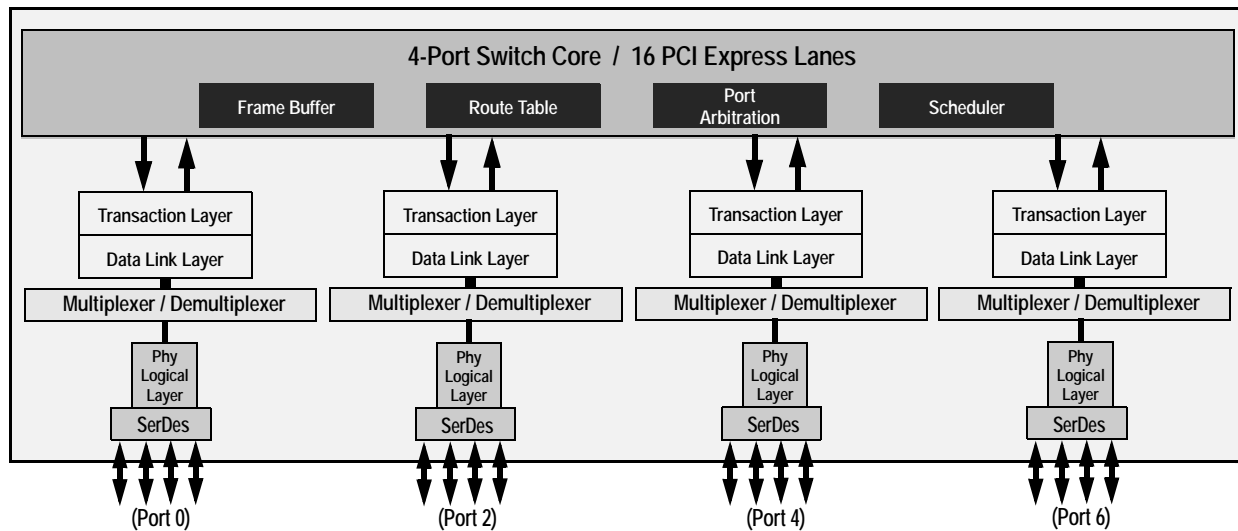 4-Port Switch Core / 16 PCI Express Lanes
Frame Buffer
Route Table
Port
Arbitration
Scheduler
Transaction Layer
Transaction Layer
Transaction Layer
Transaction Layer
Data Link Layer
Data Link Layer
Data Link Layer
Data Link Layer
Multiplexer / Demultiplexer
Multiplexer / Demultiplexer
Multiplexer / Demultiplexer
Multiplexer / Demultiplexer
Phy
Logical
Layer
Phy
Logical
Layer
Phy
Logical
Layer
Phy
Logical
Layer
SerDes
SerDes
SerDes
SerDes
(Port 0)
(Port 2)
(Port 4)
(Port 6)